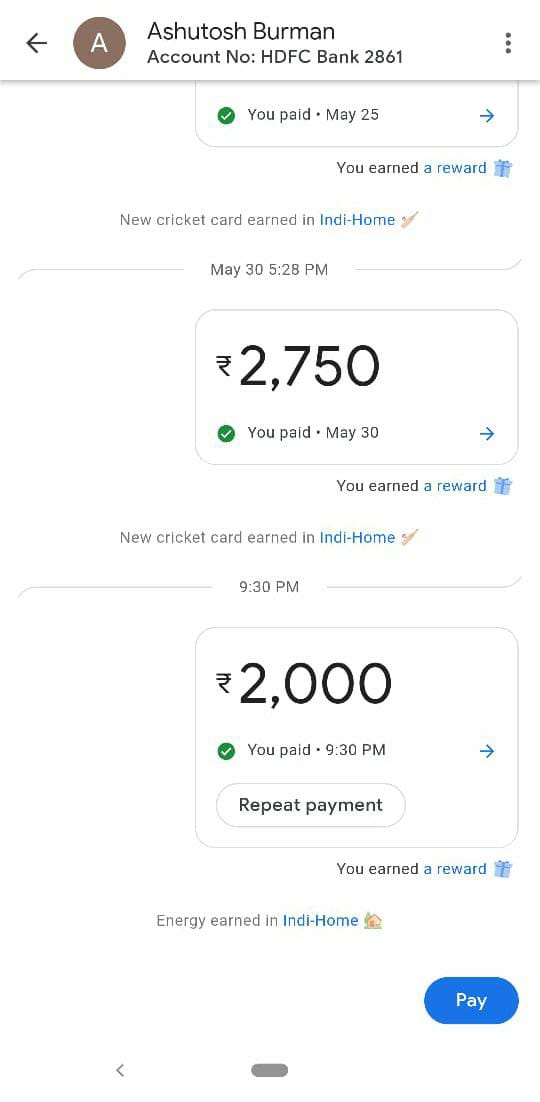 A
Ashutosh Burman
Account No: HDFC Bank 2861
You paid • May 25
You earned a reward
New cricket card earned in Indi-Home
May 30 5:28 PM
₹2,750
You paid • May 30
You earned a reward
New cricket card earned in Indi-Home
9:30 PM
₹2,000
You paid • 9:30 PM
Repeat payment
You earned a reward
Energy earned in Indi-Home
Pay